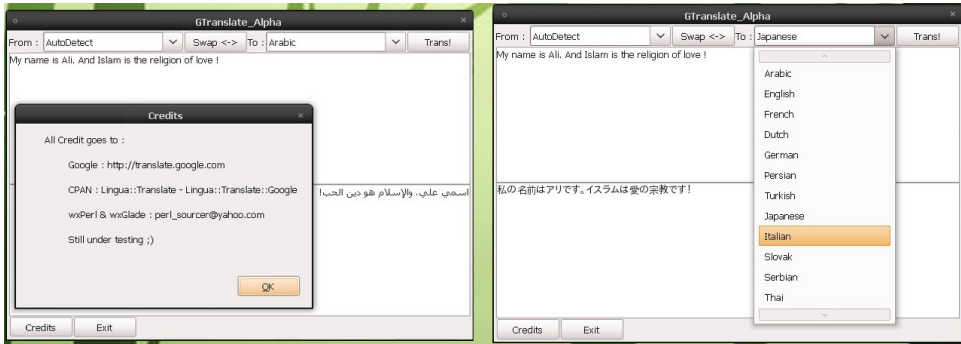 GTranslate_Alpha
From : AutoDetect Swap <-> To : Arabic Trans!
My name is Ali. And Islam is the religion of love !
Credits
All Credit goes to :
Google : http://translate.google.com
CPAN : Lingua::Translate - Lingua::Translate::Google
wxPerl & wxGlade : perl_sourcer@yahoo.com
Still under testing ;)
OK
اسمي علي. والإسلام هو دين الحب!
Credits Exit
GTranslate_Alpha
From : AutoDetect Swap <-> To : Japanese Trans!
My name is Ali. And Islam is the religion of love !
Arabic
English
French
Dutch
German
Persian
Turkish
Japanese
Italian
Slovak
Serbian
Thai
私の名前はアリです。イスラムは愛の宗教です!
Credits Exit